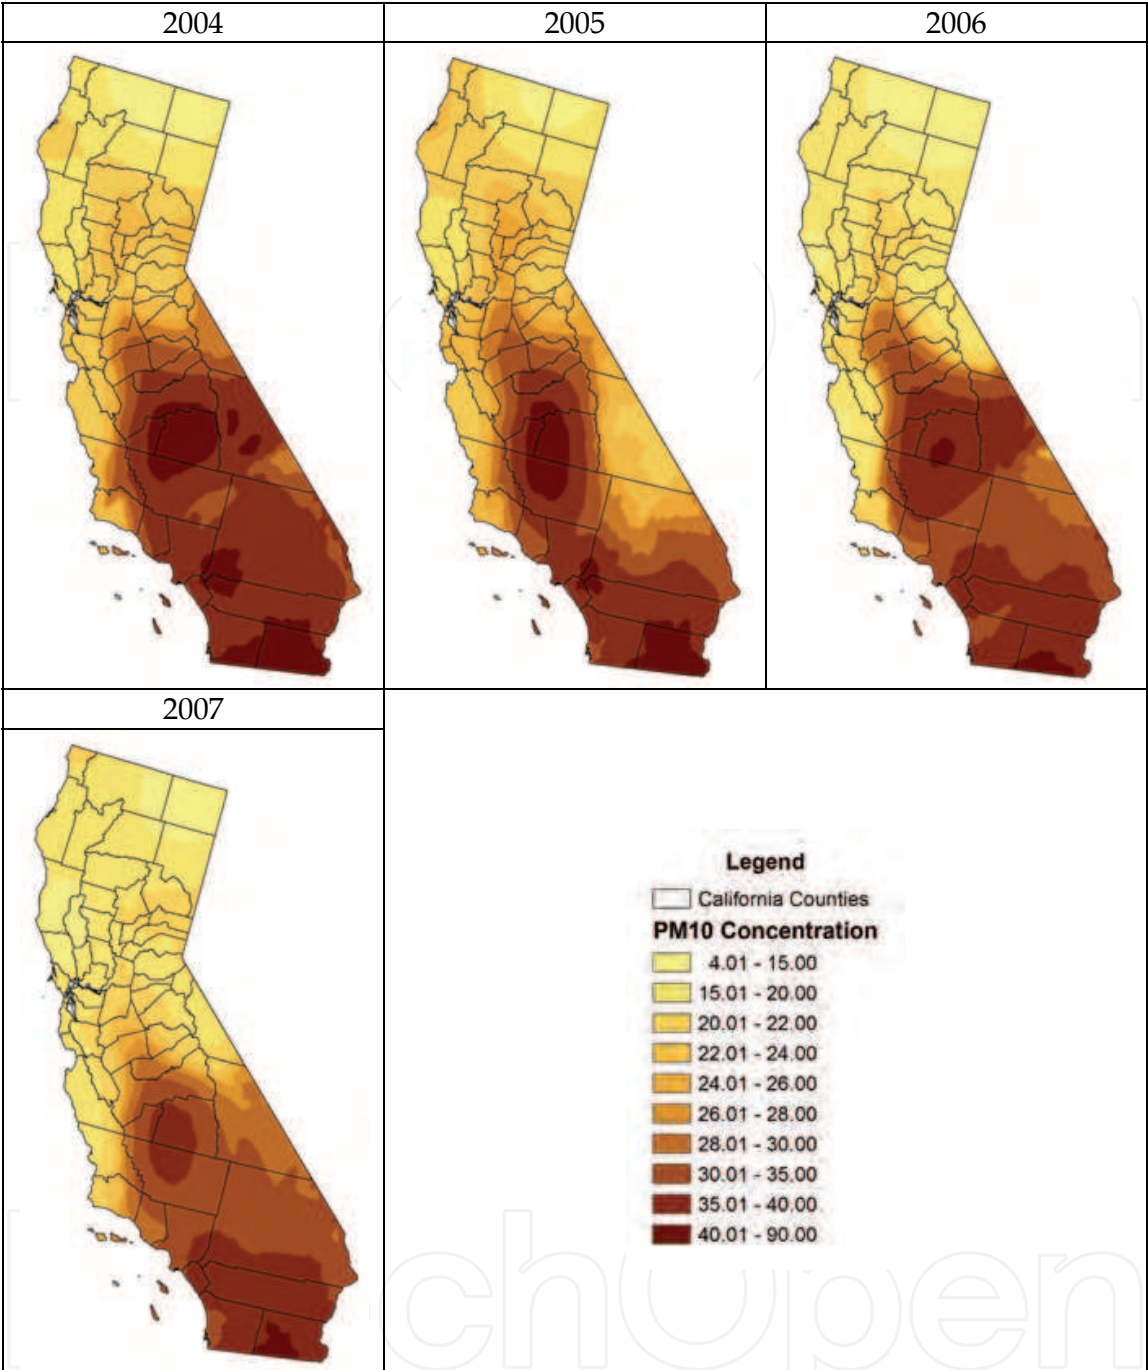 2004 2005 2006
2007
Legend
California Counties
PM10 Concentration
4.01 - 15.00
15.01 - 20.00
20.01 - 22.00
22.01 - 24.00
24.01 - 26.00
26.01 - 28.00
28.01 - 30.00
30.01 - 35.00
35.01 - 40.00
40.01 - 90.00
chOpen